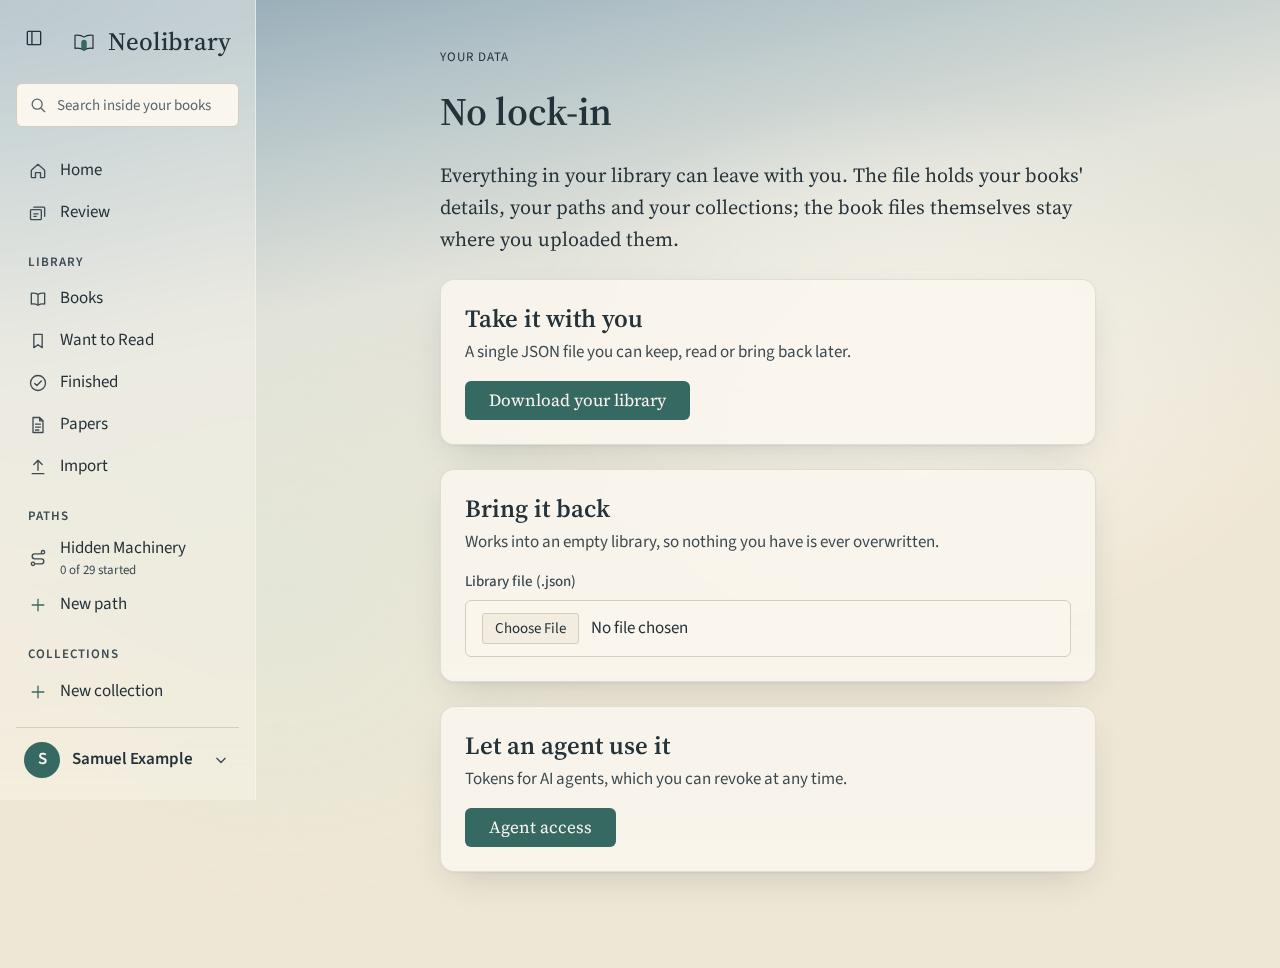 Neolibrary
Search inside your books
Home
Review
LIBRARY
Books
Want to Read
Finished
Papers
Import
PATHS
Hidden Machinery
0 of 29 started
New path
COLLECTIONS
New collection
S
Samuel Example
YOUR DATA
No lock-in
Everything in your library can leave with you. The file holds your books'
details, your paths and your collections; the book files themselves stay
where you uploaded them.
Take it with you
A single JSON file you can keep, read or bring back later.
Download your library
Bring it back
Works into an empty library, so nothing you have is ever overwritten.
Library file (.json)
Choose File No file chosen
Let an agent use it
Tokens for AI agents, which you can revoke at any time.
Agent access